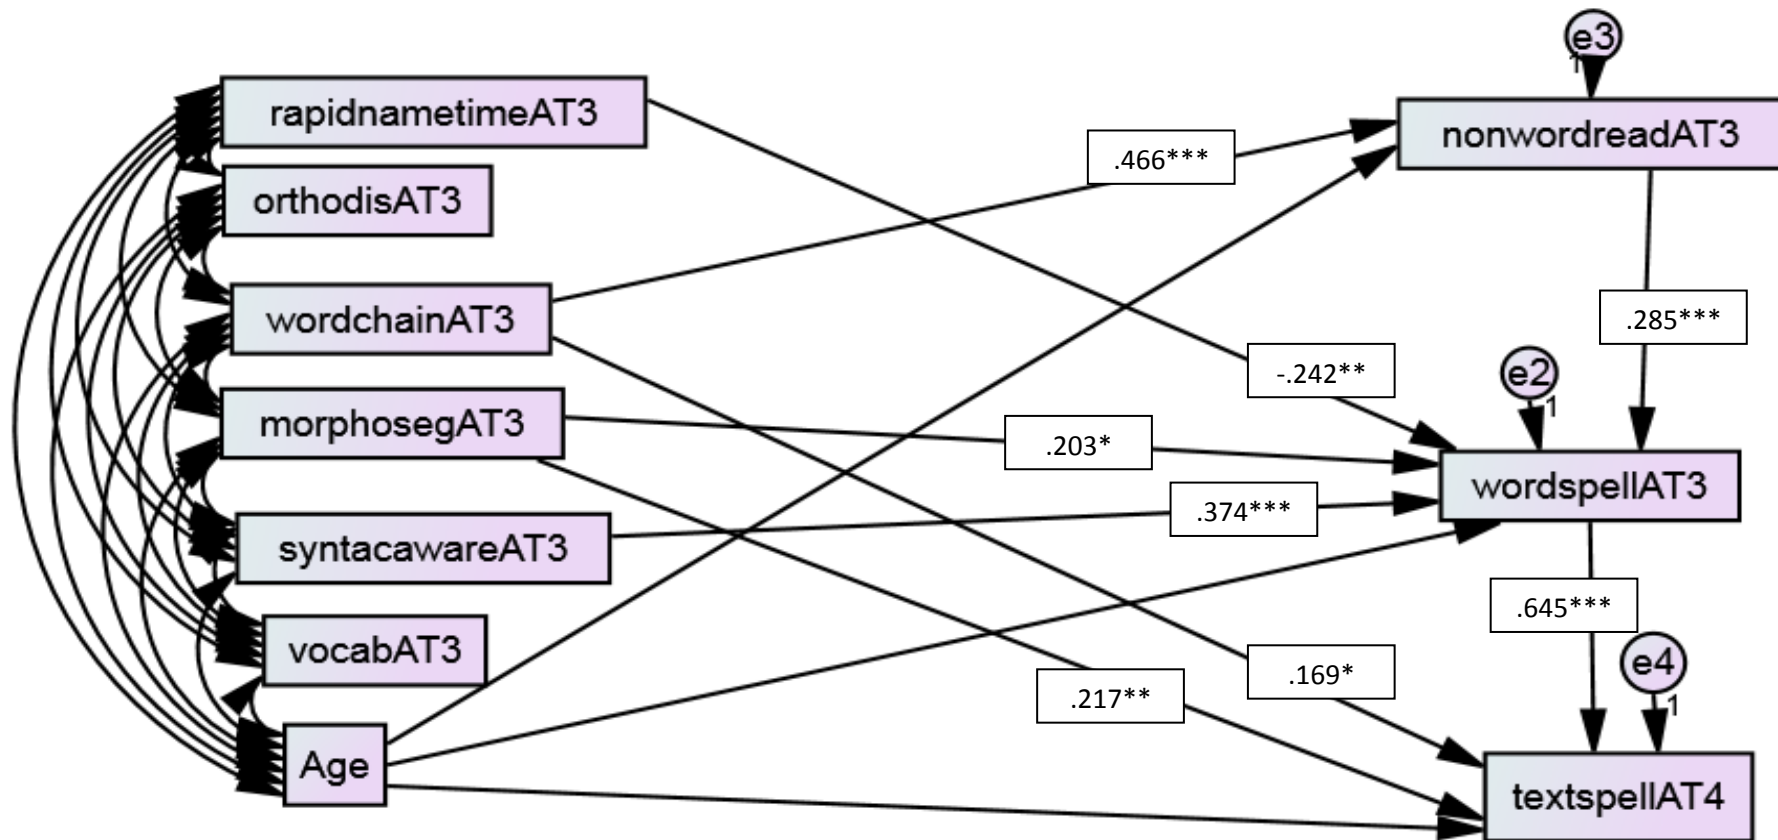 e3
1
rapidnametimeAT3
nonwordreadAT3
.466***
orthodisAT3
wordchainAT3
.285***
-.242**
e2
1
morphosegAT3
.203*
wordspellAT3
.374***
syntacawareAT3
.645***
vocabAT3
.169*
e4
.217**
1
Age
textspellAT4